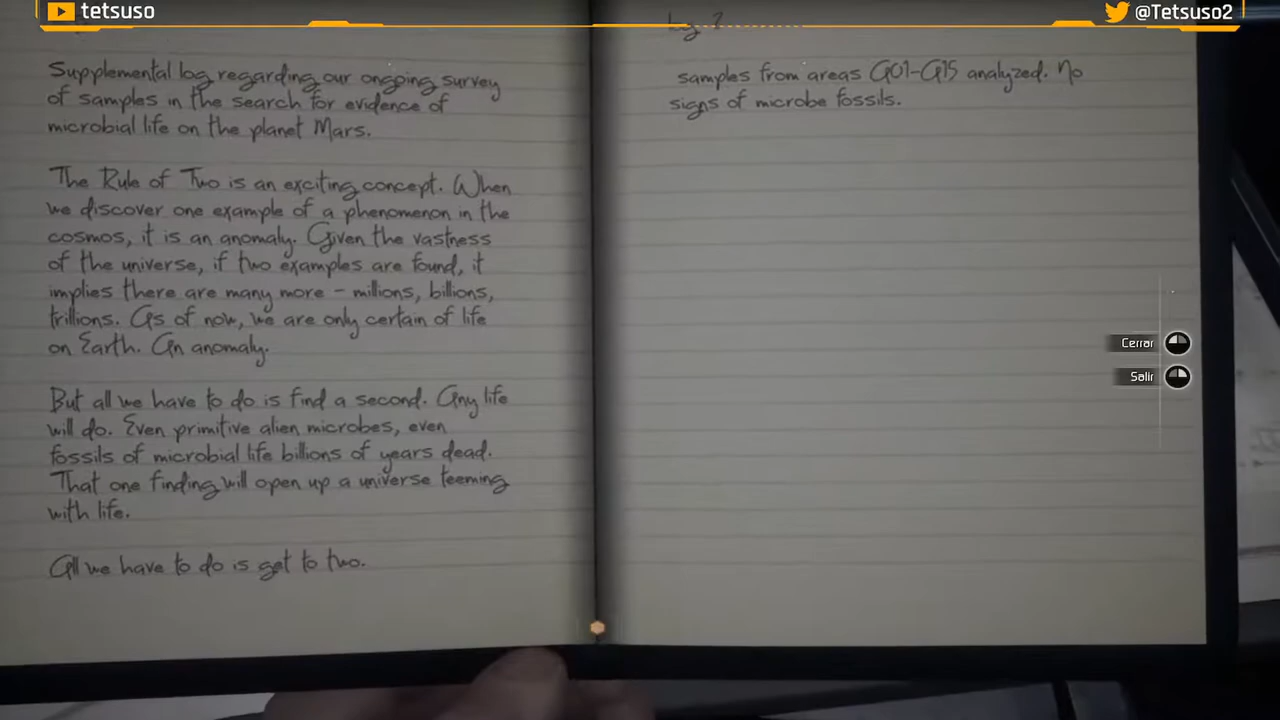 tetsuso
@Tetsuso2
Supplemental log regarding our ongoing survey
of samples in the search for evidence of
microbial life on the planet Mars.
The Rule of Two is an exciting concept. When
we discover one example of a phenomenon in the
cosmos, it is an anomaly. Given the vastness
of the universe, if two examples are found, it
implies there are many more - millions, billions,
trillions. As of now, we are only certain of life
on Earth. An anomaly.
But all we have to do is find a second. Any life
will do. Even primitive alien microbes, even
fossils of microbial life billions of years dead.
That one finding will open up a universe teeming
with life.
All we have to do is get to two.
samples from areas G01-G15 analyzed. No
signs of microbe fossils.
Cerrar
Salir